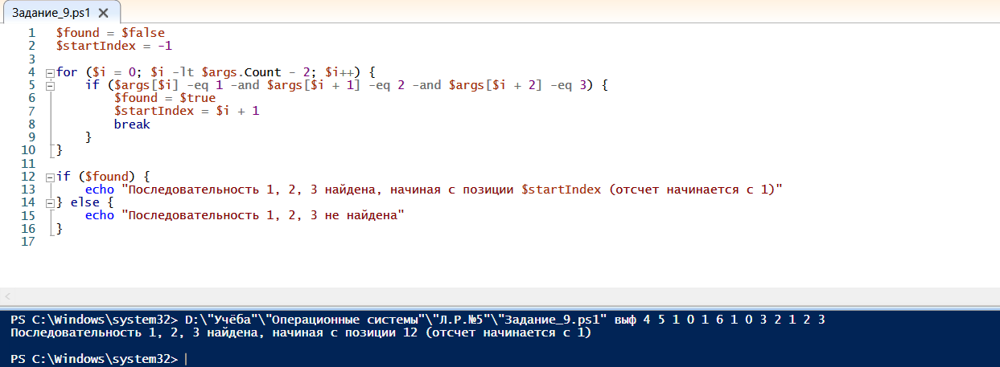 Задание_9.ps1
1 $found = $false
2 $startIndex = -1
3
4 for ($i = 0; $i -lt $args.Count - 2; $i++) {
5 if ($args[$i] -eq 1 -and $args[$i + 1] -eq 2 -and $args[$i + 2] -eq 3) {
6 $found = $true
7 $startIndex = $i + 1
8 break
9 }
10 }
11
12 if ($found) {
13 echo "Последовательность 1, 2, 3 найдена, начиная с позиции $startIndex (отсчет начинается с 1)"
14 } else {
15 echo "Последовательность 1, 2, 3 не найдена"
16 }
17
PS C:\Windows\system32> D:\"Учёба"\"Операционные системы"\"Л.Р.№5"\"Задание_9.ps1" выф 4 5 1 0 1 6 1 0 3 2 1 2 3
Последовательность 1, 2, 3 найдена, начиная с позиции 12 (отсчет начинается с 1)
PS C:\Windows\system32>